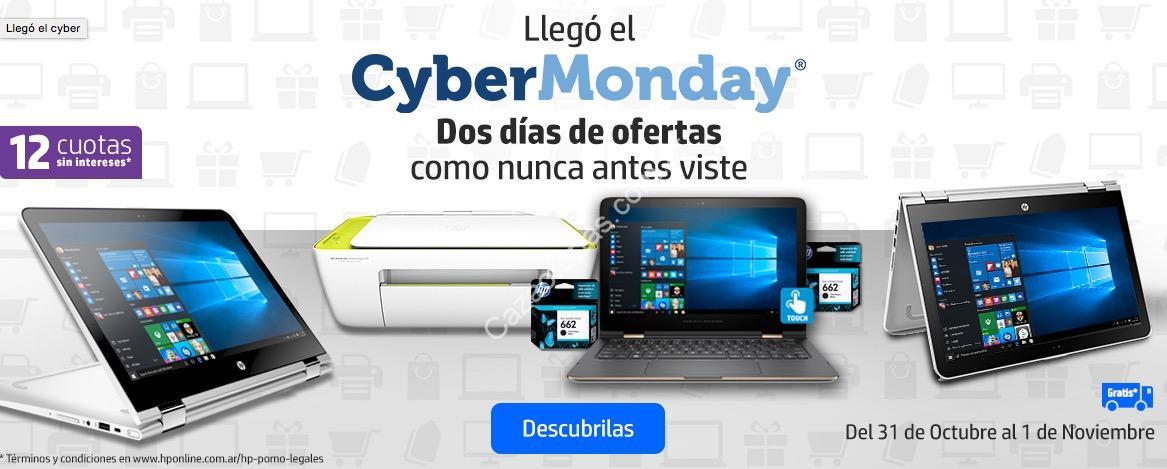 Llegó el cyber
Llegó el
CyberMonday®
Dos días de ofertas
como nunca antes viste
12 cuotas
sin intereses*
hp
662
662
TOUCH
Gratis*
Descubrilas
Del 31 de Octubre al 1 de Noviembre
* Términos y condiciones en www.hponline.com.ar/hp-pomo-legales